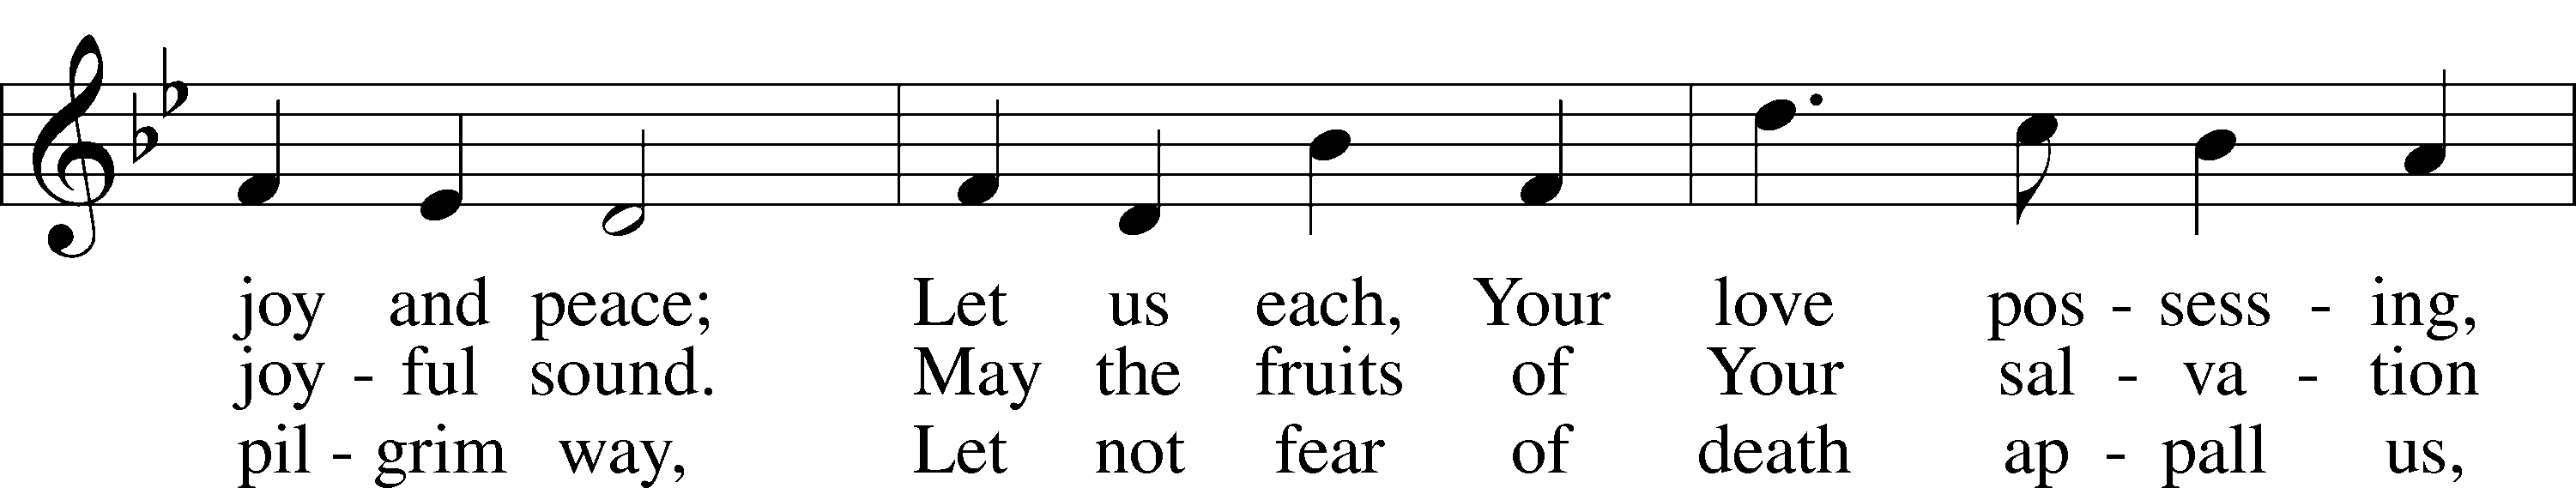 joy and peace; Let us each, Your love pos - sess - ing,
joy - ful sound. May the fruits of Your sal - va - tion
pil - grim way, Let not fear of death ap - pall us,